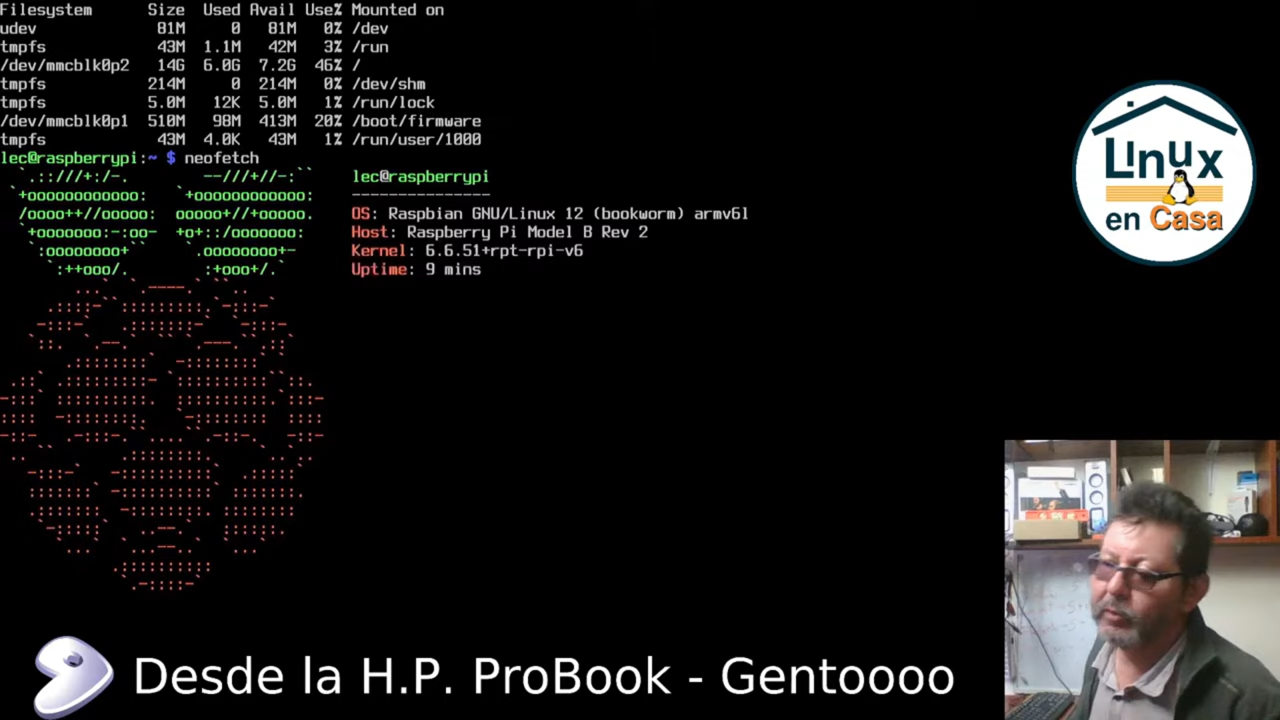 Filesystem Size Used Avail Use% Mounted on
udev 81M 0 81M 0% /dev
tmpfs 43M 1.1M 42M 3% /run
/dev/mmcblk0p2 14G 6.0G 7.2G 46% /
tmpfs 214M 0 214M 0% /dev/shm
tmpfs 5.0M 12K 5.0M 1% /run/lock
/dev/mmcblk0p1 510M 98M 413M 20% /boot/firmware
tmpfs 43M 4.0K 43M 1% /run/user/1000
lec@raspberrypi:~ $ neofetch
lec@raspberrypi
---------------
OS: Raspbian GNU/Linux 12 (bookworm) armv6l
Host: Raspberry Pi Model B Rev 2
Kernel: 6.6.51+rpt-rpi-v6
Uptime: 9 mins
Linux
en Casa
Desde la H.P. ProBook - Gentoooo